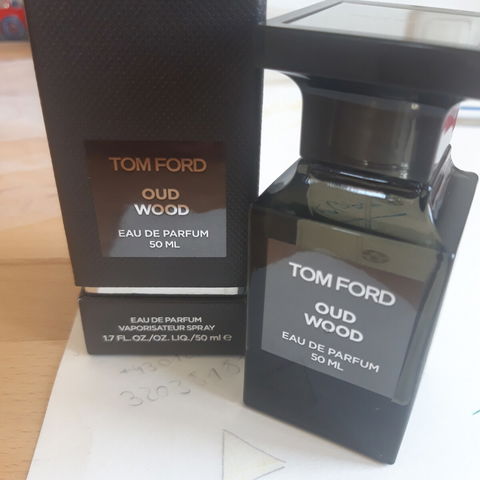 TOM FORD
OUD
WOOD
EAU DE PARFUM
50 ML
EAU DE PARFUM
VAPORISATEUR SPRAY
1.7 FL.OZ./OZ. LIQ./50 ml e
TOM FORD
OUD
WOOD
EAU DE PARFUM
50 ML